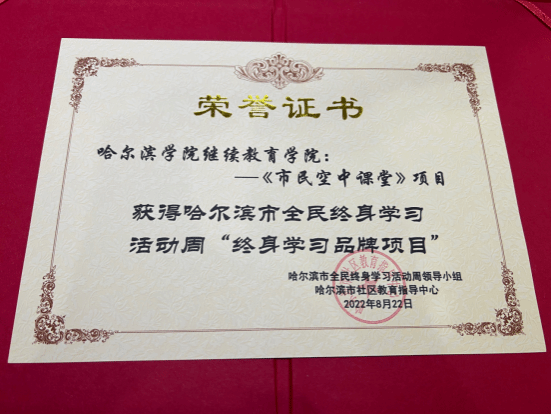 荣誉证书
哈尔滨学院继续教育学院：
—《市民空中课堂》项目
获得哈尔滨市全民终身学习
活动周“终身学习品牌项目”
哈尔滨市全民终身学习活动周领导小组
哈尔滨市社区教育指导中心
2022年8月22日